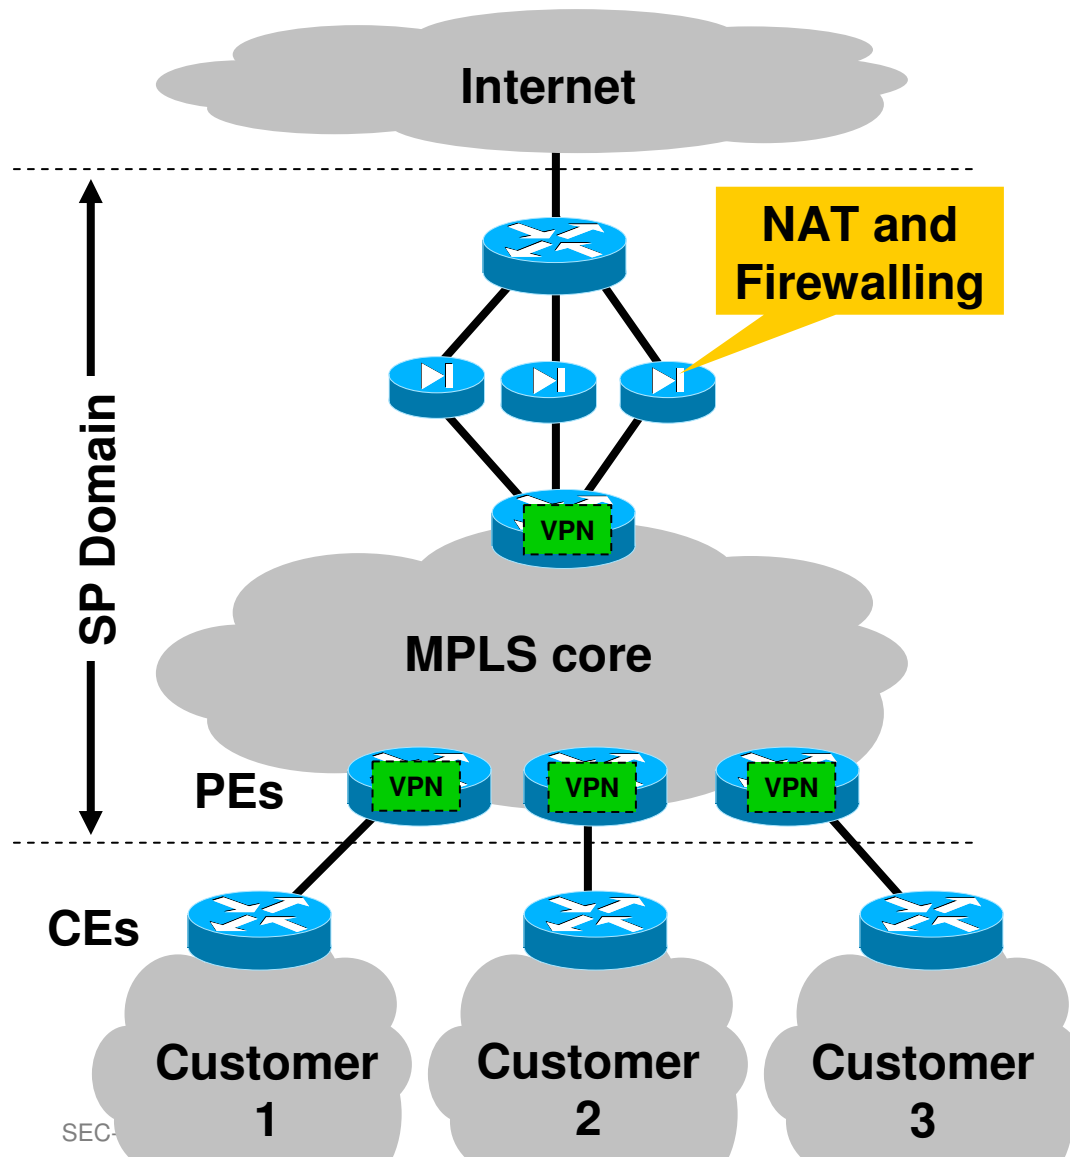 Internet
NAT and
Firewalling
SP Domain
VPN
MPLS core
PEs
VPN
VPN
VPN
CEs
Customer
1
Customer
2
Customer
3
SEC-